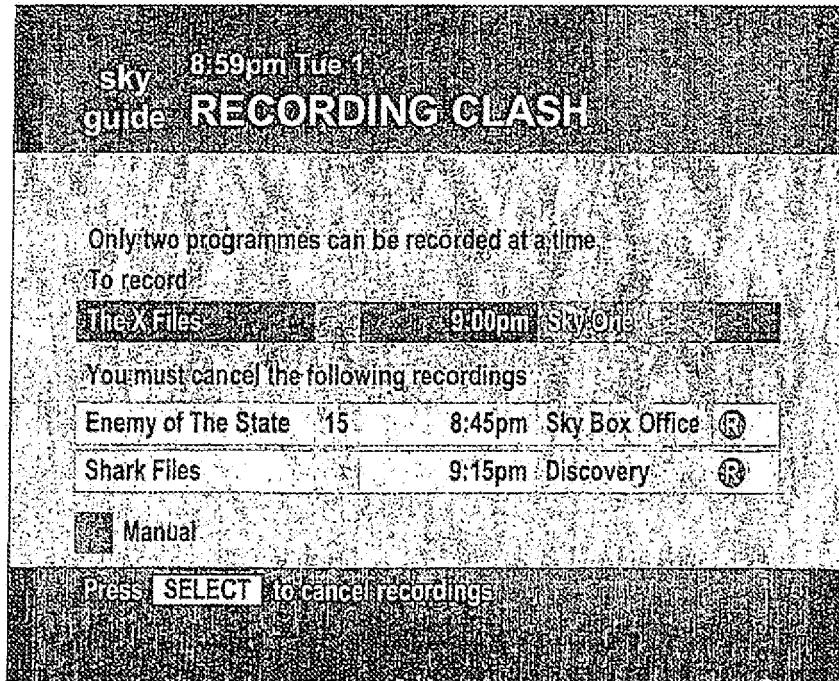 sky guide
8:59pm Tue 1
RECORDING CLASH
Only two programmes can be recorded at a time.
To record
The X Files 9:00pm Sky One
You must cancel the following recordings
Enemy of The State 15 8:45pm Sky Box Office R
Shark Files 9:15pm Discovery R
Manual
Press SELECT to cancel recordings